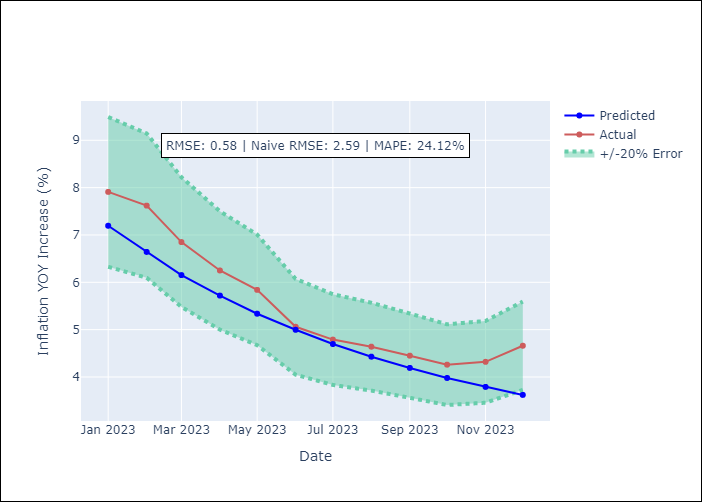 Predicted
Actual
+/-20% Error
RMSE: 0.58 | Naive RMSE: 2.59 | MAPE: 24.12%
Inflation YOY Increase (%)
9
8
7
6
5
4
Jan 2023
Mar 2023
May 2023
Jul 2023
Sep 2023
Nov 2023
Date